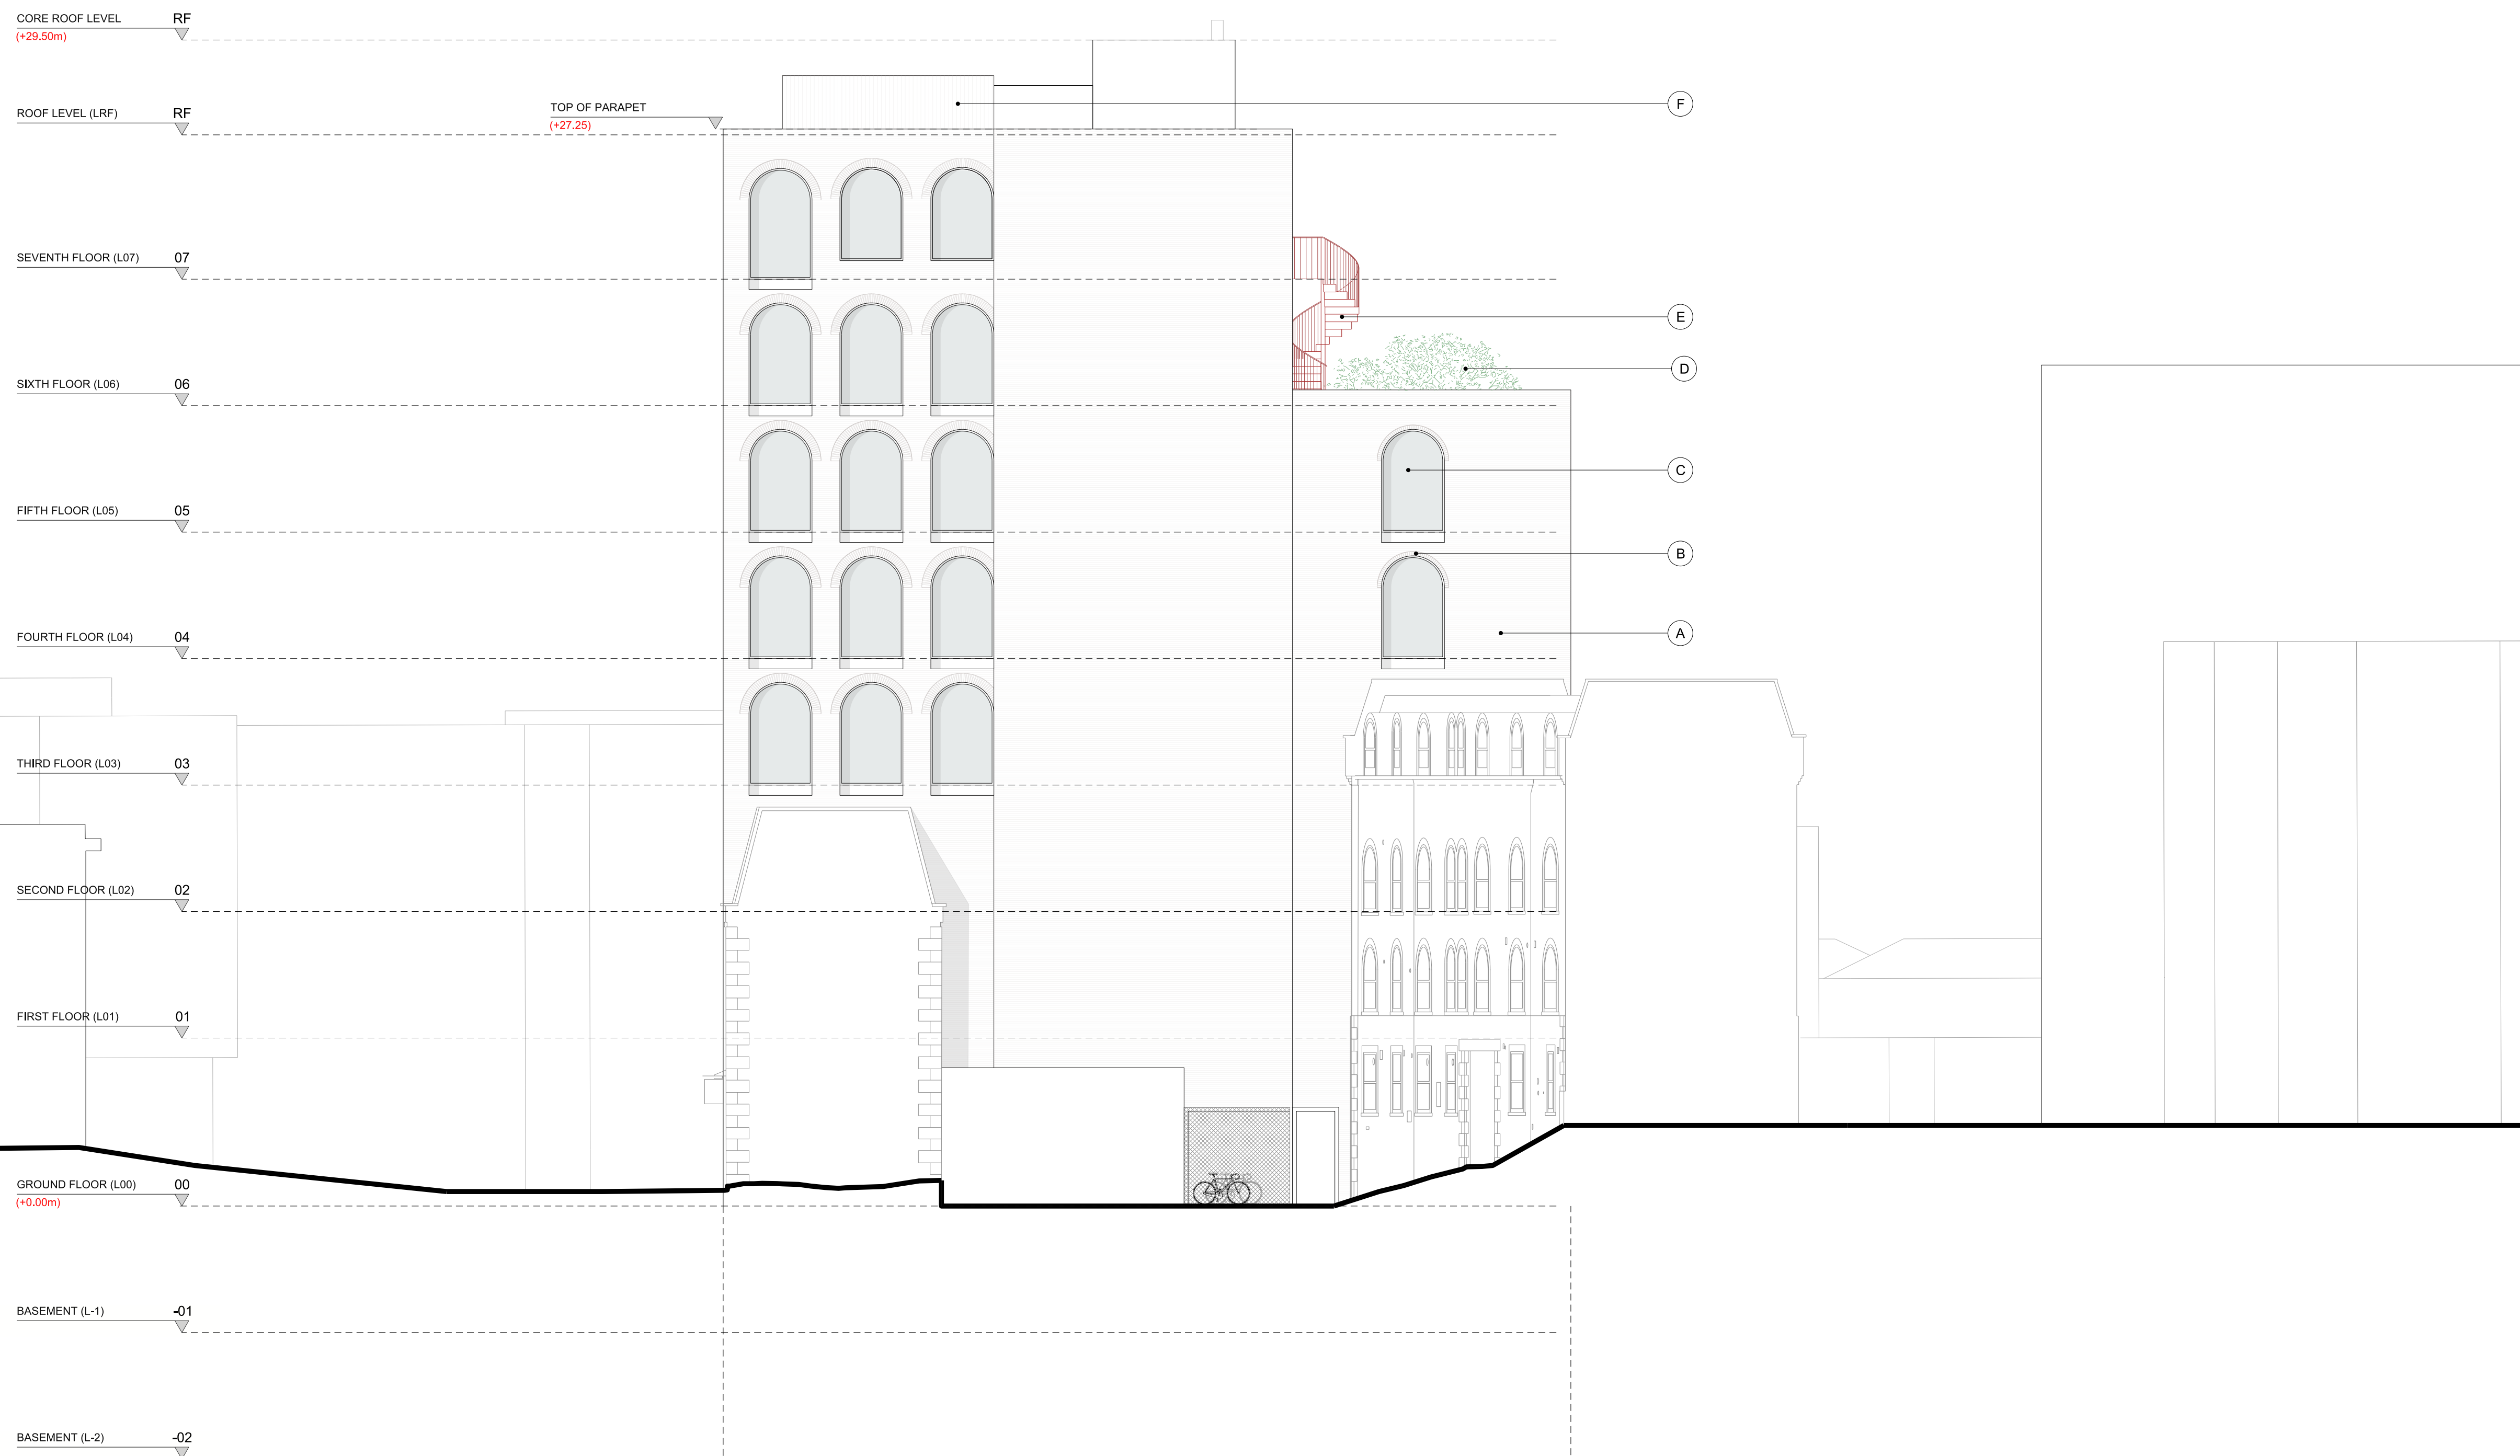 CORE ROOF LEVEL RF
(+29.50m)
ROOF LEVEL (LRF) RF
TOP OF PARAPET
(+27.25)
F
SEVENTH FLOOR (L07) 07
E
D
SIXTH FLOOR (L06) 06
C
FIFTH FLOOR (L05) 05
B
FOURTH FLOOR (L04) 04
A
THIRD FLOOR (L03) 03
SECOND FLOOR (L02) 02
FIRST FLOOR (L01) 01
GROUND FLOOR (L00) 00
(+0.00m)
BASEMENT (L-1) -01
BASEMENT (L-2) -02